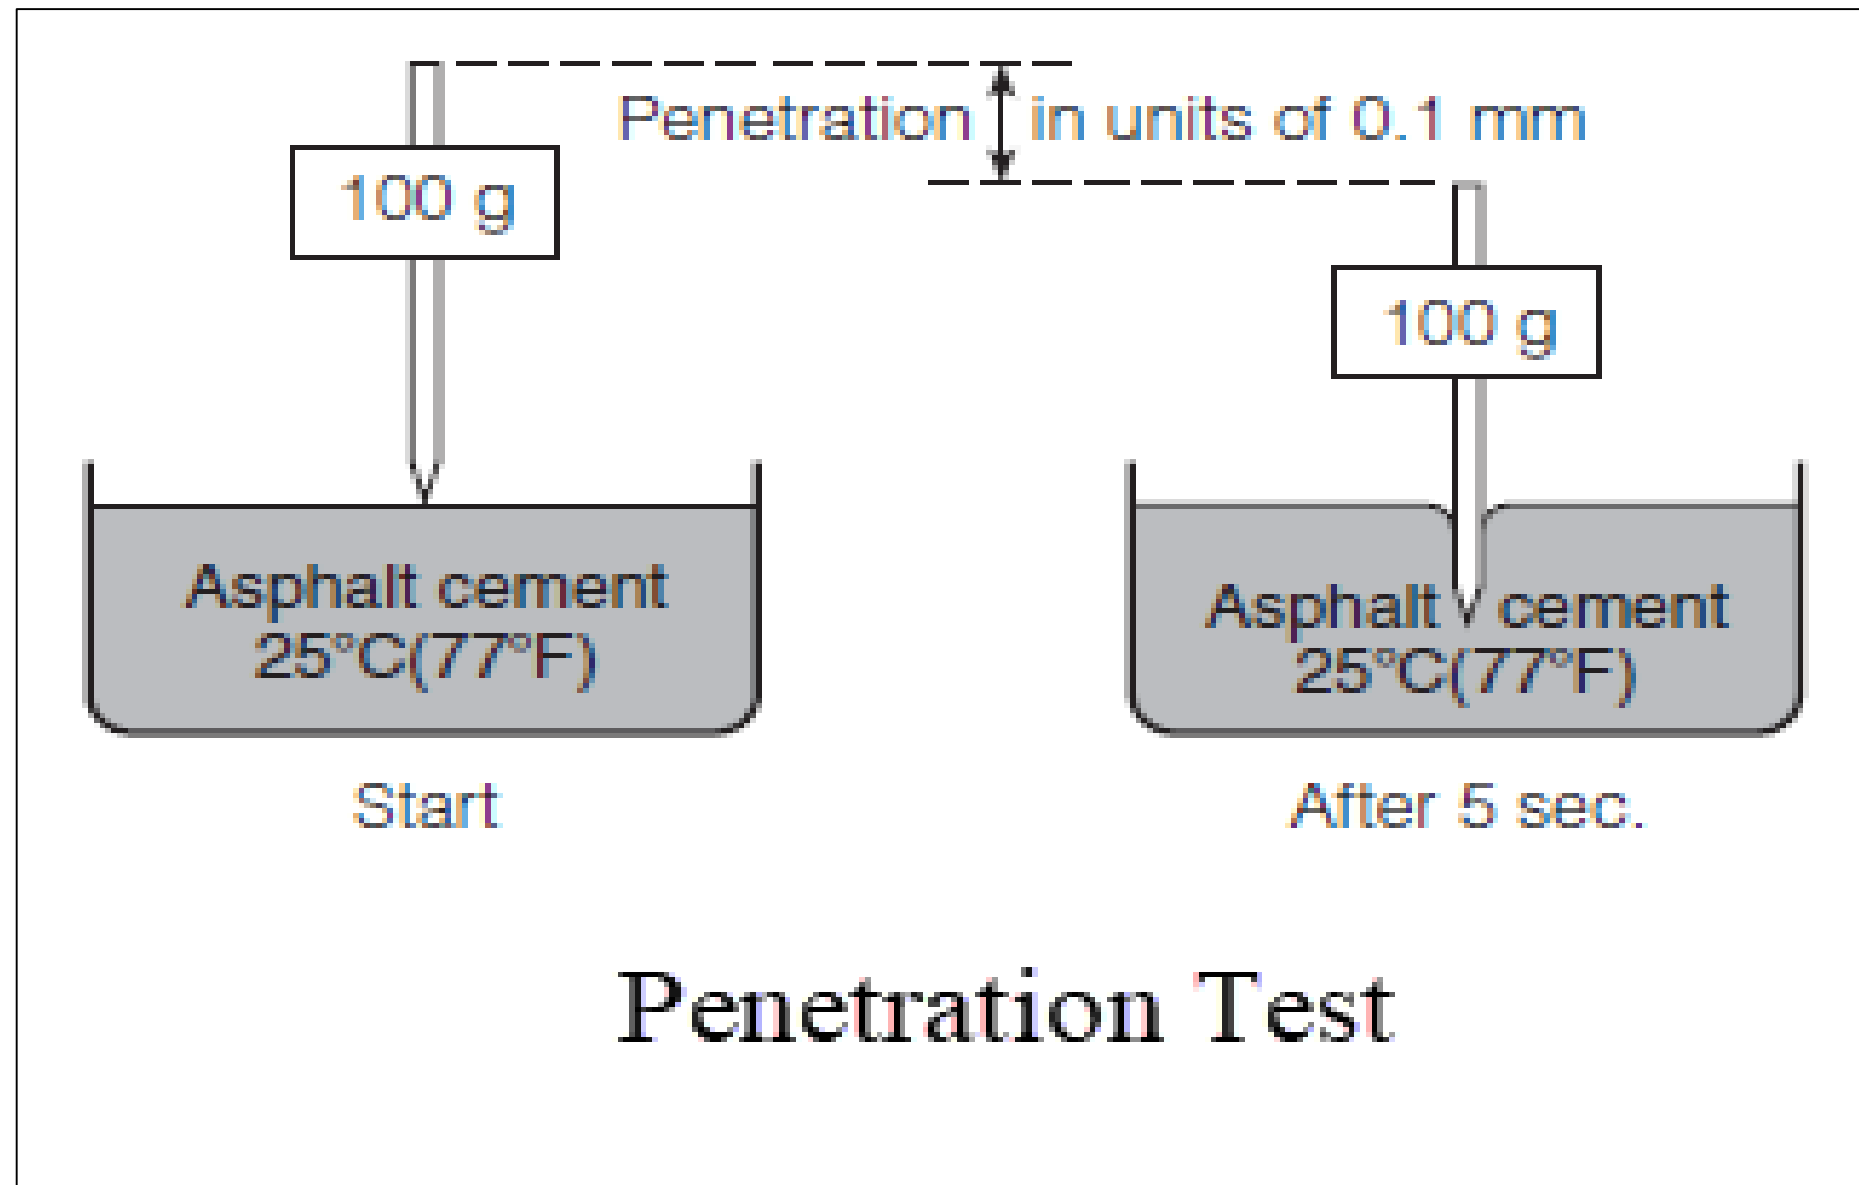 Penetration in units of 0.1 mm
100 g
100 g
Asphalt cement
25°C(77°F)
Asphalt cement
25°C(77°F)
Start
After 5 sec.
Penetration Test